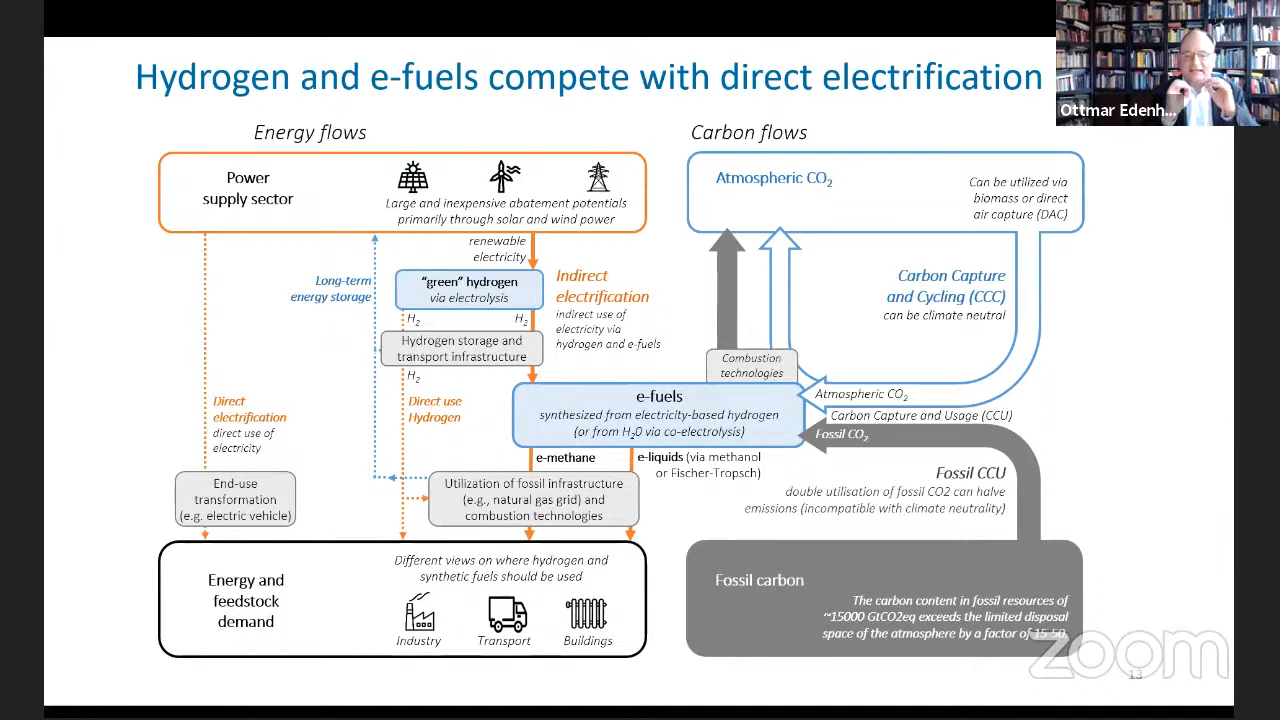 Hydrogen and e-fuels compete with direct electrification
Ottmar Edenh...
Energy flows
Power
supply sector
Large and inexpensive abatement potentials
primarily through solar and wind power
renewable
electricity
Long-term
energy storage
"green" hydrogen
via electrolysis
Indirect
electrification
indirect use of
electricity via
hydrogen and e-fuels
H₂
H₂
Hydrogen storage and
transport infrastructure
H₂
Direct
electrification
direct use of
electricity
Direct use
Hydrogen
e-fuels
synthesized from electricity-based hydrogen
(or from H₂0 via co-electrolysis)
e-methane
e-liquids (via methanol
or Fischer-Tropsch)
End-use
transformation
(e.g. electric vehicle)
Utilization of fossil infrastructure
(e.g., natural gas grid) and
combustion technologies
Energy and
feedstock
demand
Different views on where hydrogen and
synthetic fuels should be used
Industry
Transport
Buildings
Carbon flows
Atmospheric CO₂
Can be utilized via
biomass or direct
air capture (DAC)
Carbon Capture
and Cycling (CCC)
can be climate neutral
Combustion
technologies
Atmospheric CO₂
Carbon Capture and Usage (CCU)
Fossil CO₂
Fossil CCU
double utilisation of fossil CO2 can halve
emissions (incompatible with climate neutrality)
Fossil carbon
The carbon content in fossil resources of
~15000 GtCO2eq exceeds the limited disposal
space of the atmosphere by a factor of 15-50.
zoom
13